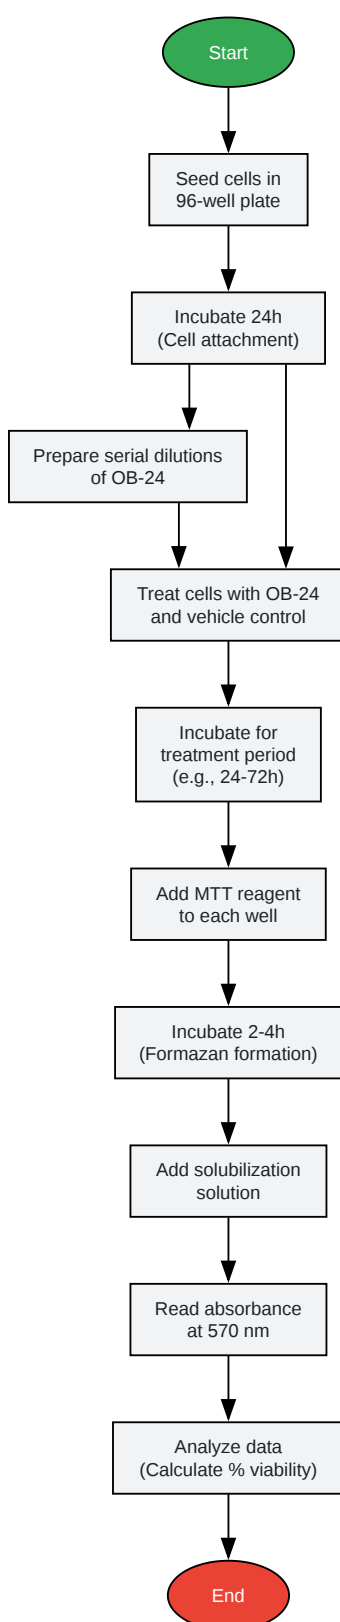 Start
Seed cells in
96-well plate
Incubate 24h
(Cell attachment)
Prepare serial dilutions
of OB-24
Treat cells with OB-24
and vehicle control
Incubate for
treatment period
(e.g., 24-72h)
Add MTT reagent
to each well
Incubate 2-4h
(Formazan formation)
Add solubilization
solution
Read absorbance
at 570 nm
Analyze data
(Calculate % viability)
End